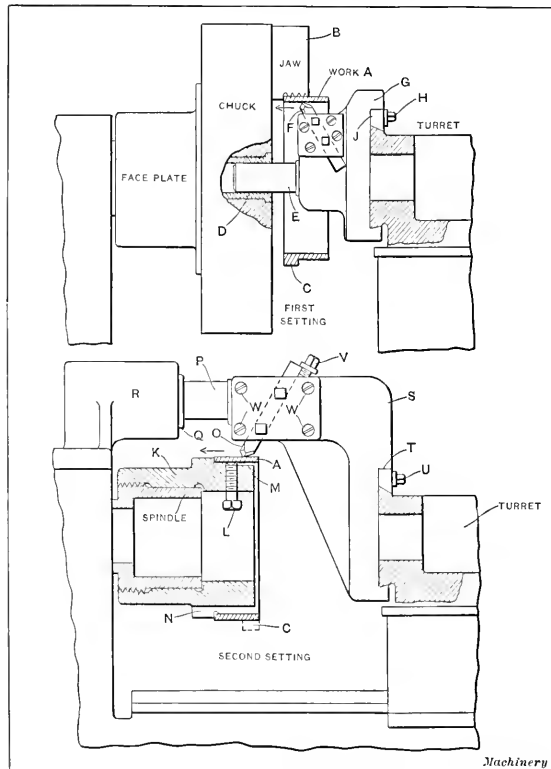 B
JAW
WORK A
G
H
CHUCK
F
J
TURRET
FACE PLATE
E
D
C
FIRST
SETTING
V
P
R
S
W
W
Q
O
T
K
A
U
M
SPINDLE
TURRET
L
N
C
SECOND SETTING
Machinery